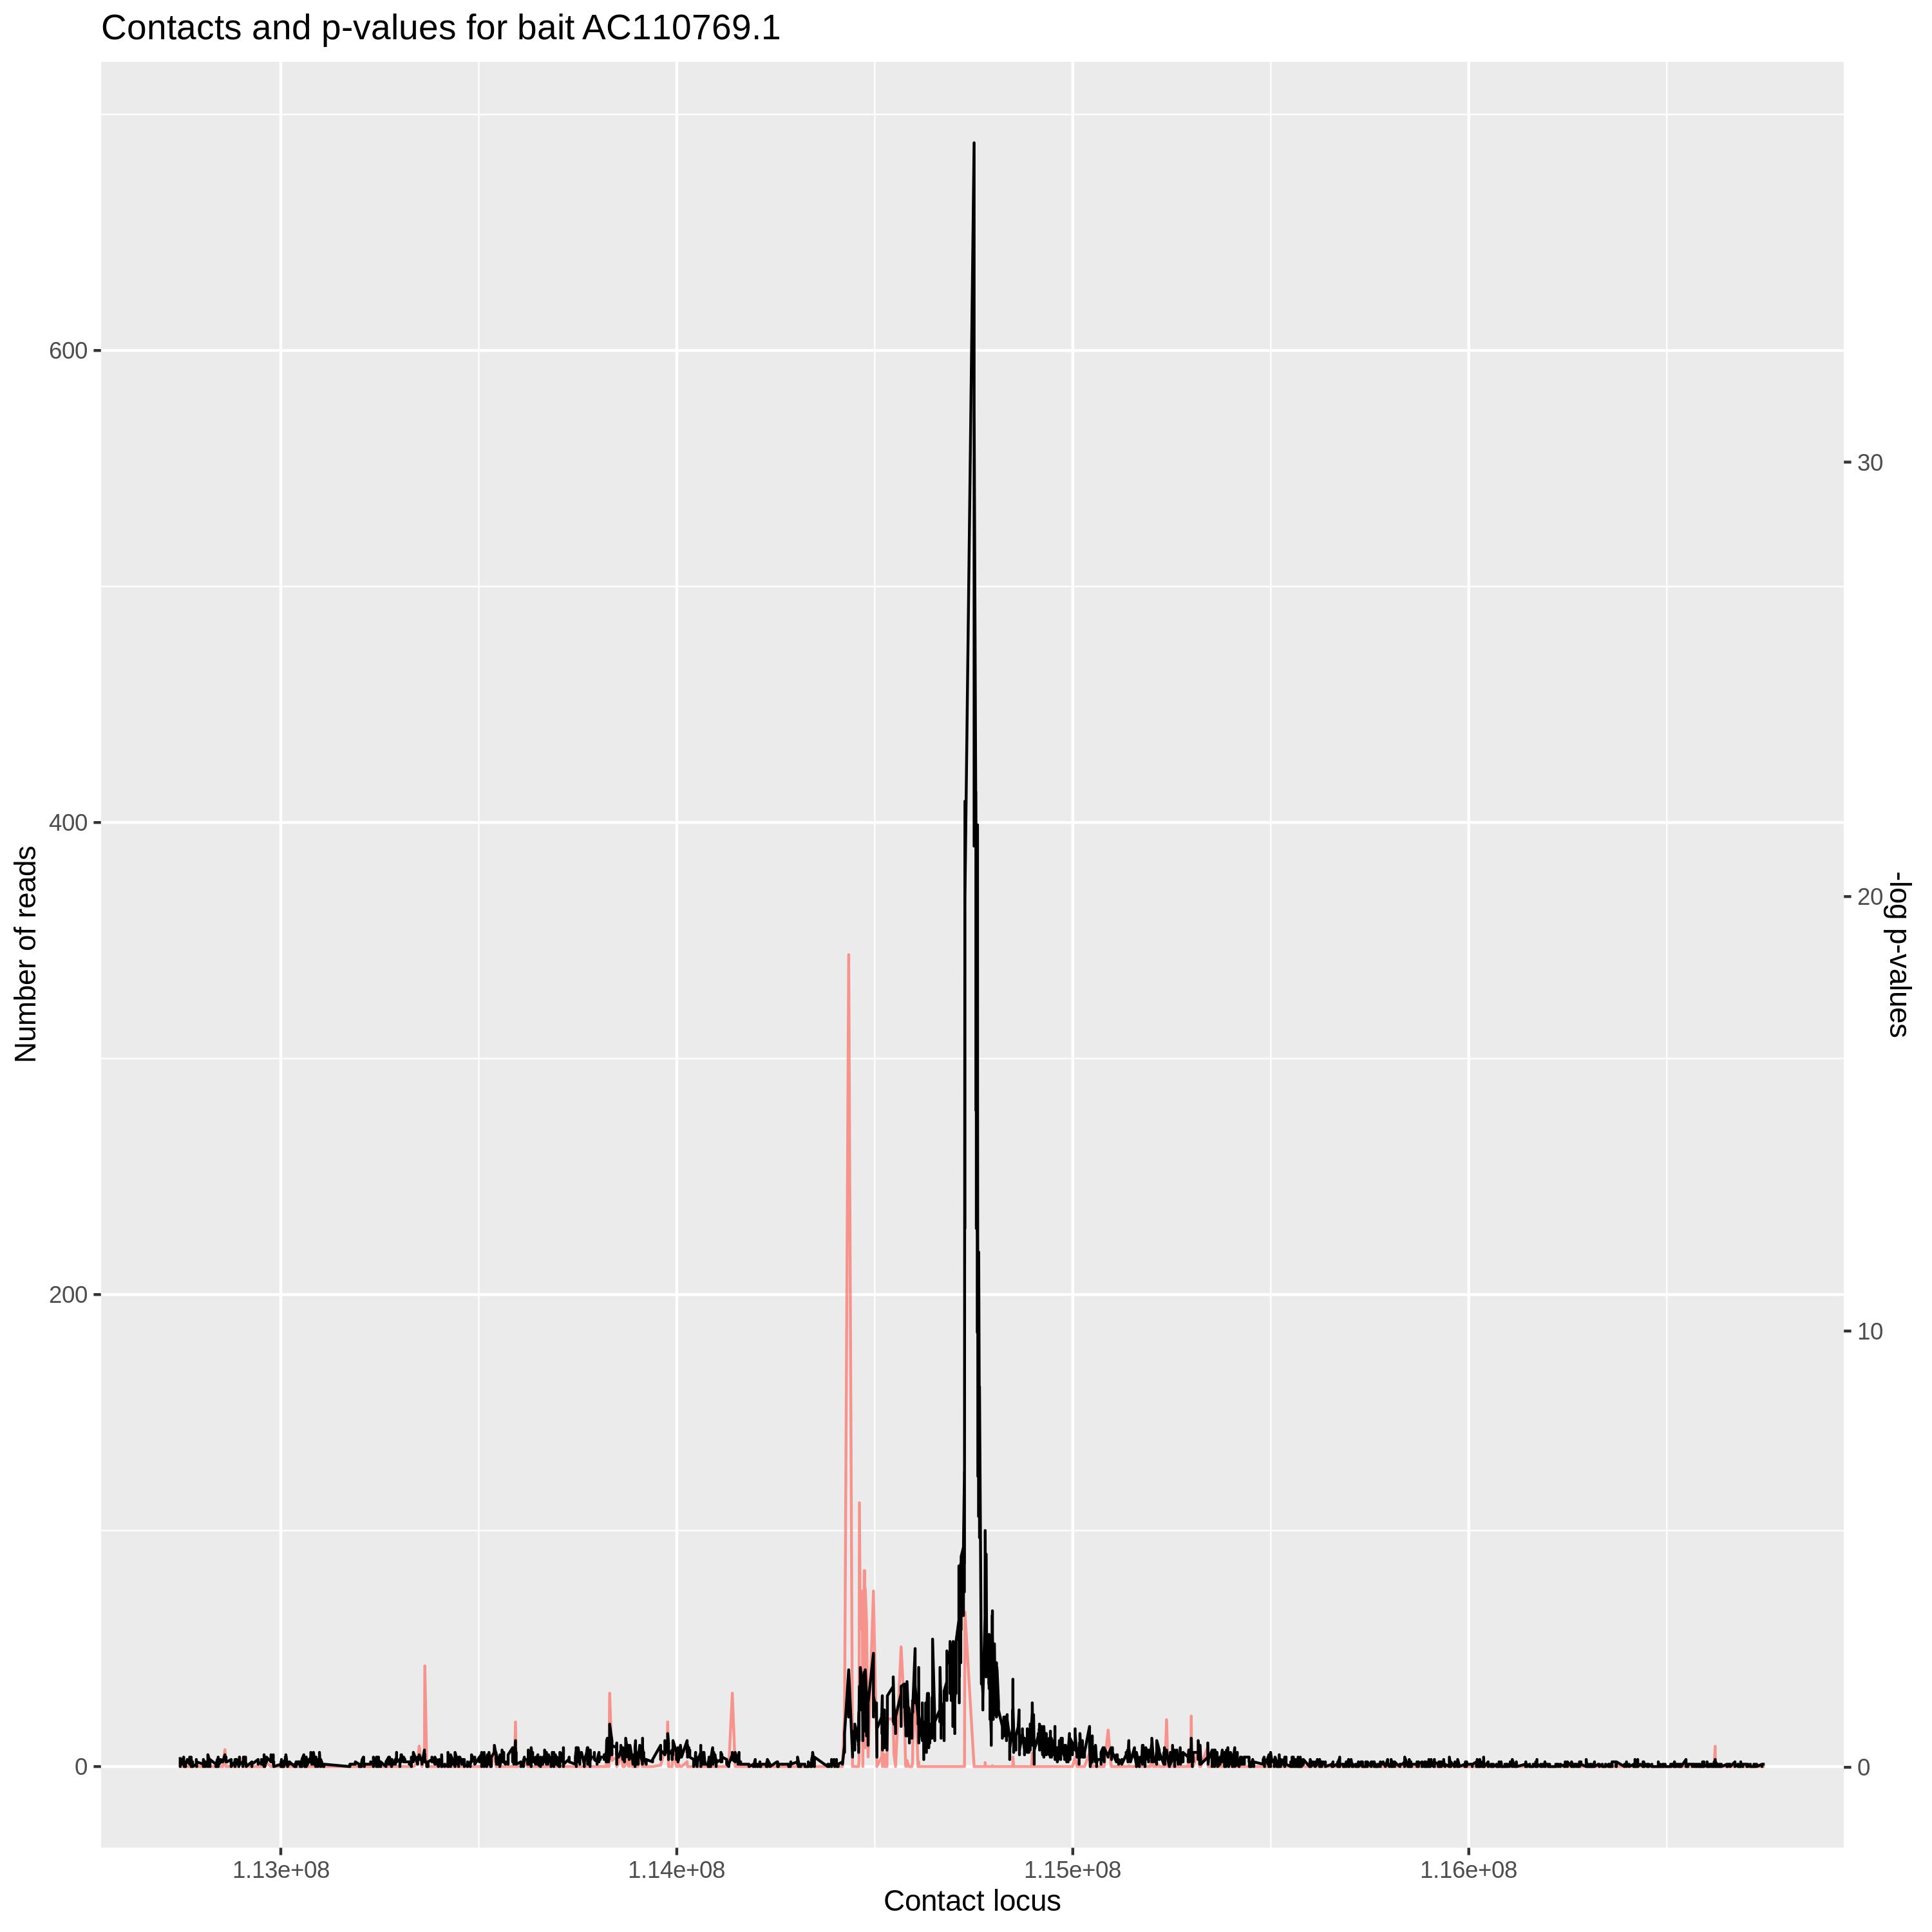 Contacts and p-values for bait AC110769.1
Number of reads
600
400
200
0
30
20
10
0
-log p-values
1.13e+08
1.14e+08
1.15e+08
1.16e+08
Contact locus